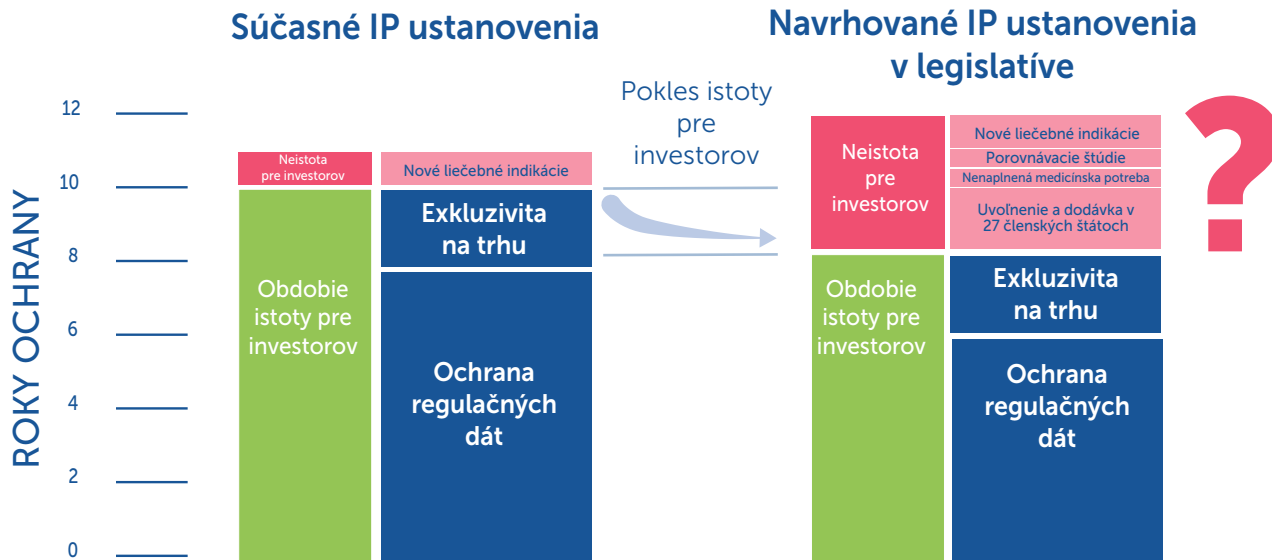 Súčasné IP ustanovenia
Navrhované IP ustanovenia
v legislatíve
ROKY OCHRANY
12
10
8
6
4
2
0
Neistota
pre investorov
Nové liečebné indikácie
Obdobie
istoty pre
investorov
Exkluzivita
na trhu
Ochrana
regulačných
dát
Pokles istoty
pre
investorov
Neistota
pre
investorov
Nové liečebné indikácie
Porovnávacie štúdie
Nenaplnená medicínska potreba
Uvoľnenie a dodávka v
27 členských štátoch
Obdobie
istoty pre
investorov
Exkluzivita
na trhu
Ochrana
regulačných
dát
?